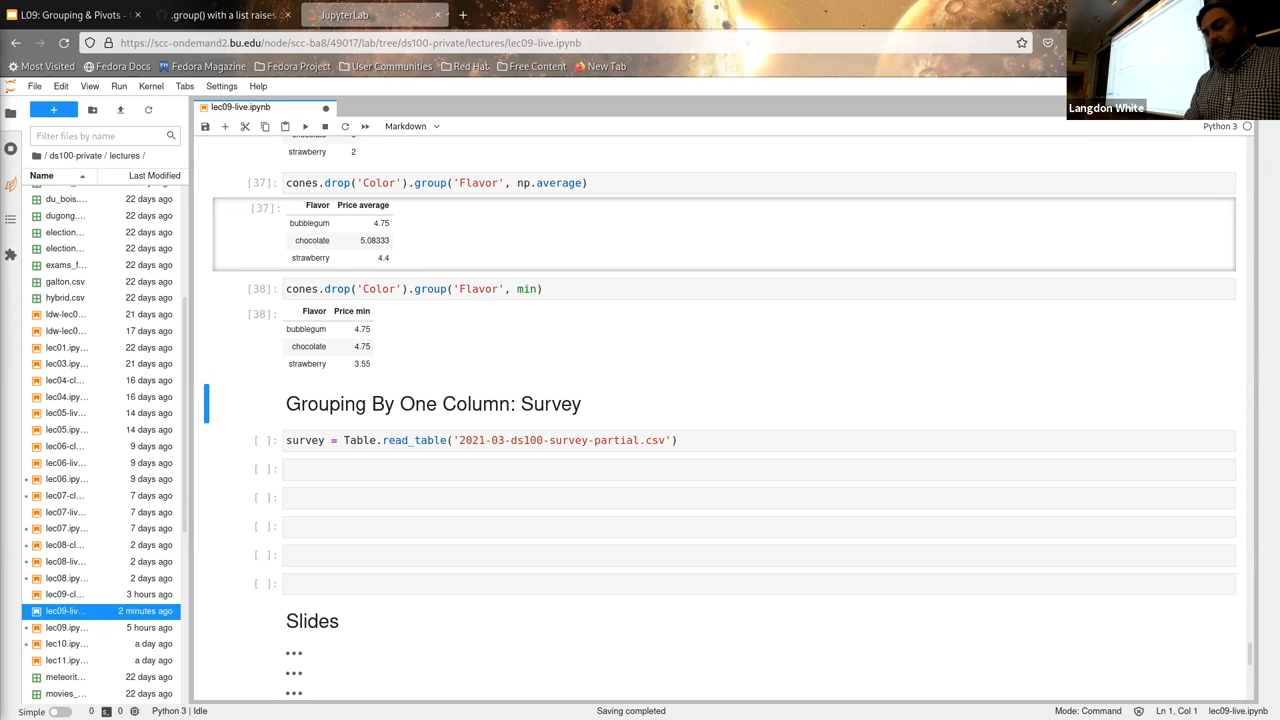 L09: Grouping & Pivots -
.group() with a list raises
JupyterLab
https://scc-ondemand2.bu.edu/node/scc-ba8/49017/lab/tree/ds100-private/lectures/lec09-live.ipynb
Most Visited
Fedora Docs
Fedora Magazine
Fedora Project
User Communities
Red Hat
Free Content
New Tab
Langdon White
File Edit View Run Kernel Tabs Settings Help
lec09-live.ipynb
Filter files by name
Markdown
Python 3
/ ds100-private / lectures /
Name Last Modified
du_bois.... 22 days ago
dugong.... 22 days ago
election... 22 days ago
election... 22 days ago
exams_f... 22 days ago
galton.csv 22 days ago
hybrid.csv 22 days ago
ldw-lec0... 21 days ago
ldw-lec0... 17 days ago
lec01.ipy... 22 days ago
lec03.ipy... 21 days ago
lec04-cl... 16 days ago
lec04.ipy... 16 days ago
lec05-liv... 14 days ago
lec05.ipy... 14 days ago
lec06-cl... 9 days ago
lec06-liv... 9 days ago
lec06.ipy... 9 days ago
lec07-cl... 7 days ago
lec07-liv... 7 days ago
lec07.ipy... 7 days ago
lec08-cl... 2 days ago
lec08-liv... 2 days ago
lec08.ipy... 2 days ago
lec09-cl... 3 hours ago
lec09-liv... 2 minutes ago
lec09.ipy... 5 hours ago
lec10.ipy... a day ago
lec11.ipy... a day ago
meteorit... 22 days ago
movies_... 22 days ago
strawberry 2
[37]: cones.drop('Color').group('Flavor', np.average)
[37]: Flavor Price average
bubblegum 4.75
chocolate 5.08333
strawberry 4.4
[38]: cones.drop('Color').group('Flavor', min)
[38]: Flavor Price min
bubblegum 4.75
chocolate 4.75
strawberry 3.55
Grouping By One Column: Survey
[ ]: survey = Table.read_table('2021-03-ds100-survey-partial.csv')
[ ]:
[ ]:
[ ]:
[ ]:
[ ]:
Slides
•••
•••
•••
Simple 0 0 Python 3 | Idle Saving completed Mode: Command Ln 1, Col 1 lec09-live.ipynb